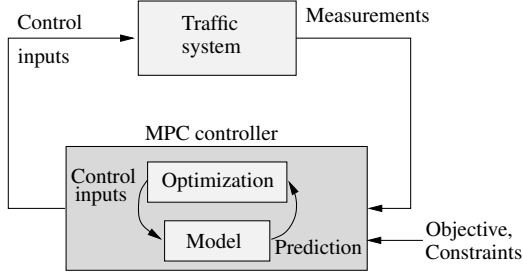 Control
inputs
Traffic
system
Measurements
MPC controller
Control
inputs
Optimization
Model
Prediction
Objective,
Constraints